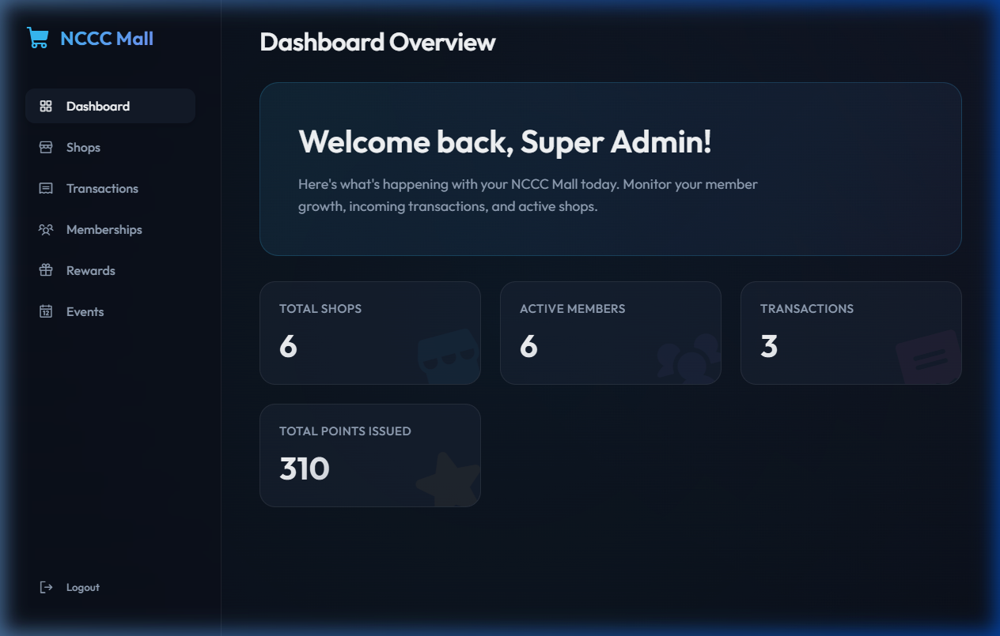 NCCC Mall
Dashboard
Shops
Transactions
Memberships
Rewards
12
Events
Logout
Dashboard Overview
Welcome back, Super Admin!
Here's what's happening with your NCCC Mall today. Monitor your member
growth, incoming transactions, and active shops.
TOTAL SHOPS
6
ACTIVE MEMBERS
6
TRANSACTIONS
3
TOTAL POINTS ISSUED
310